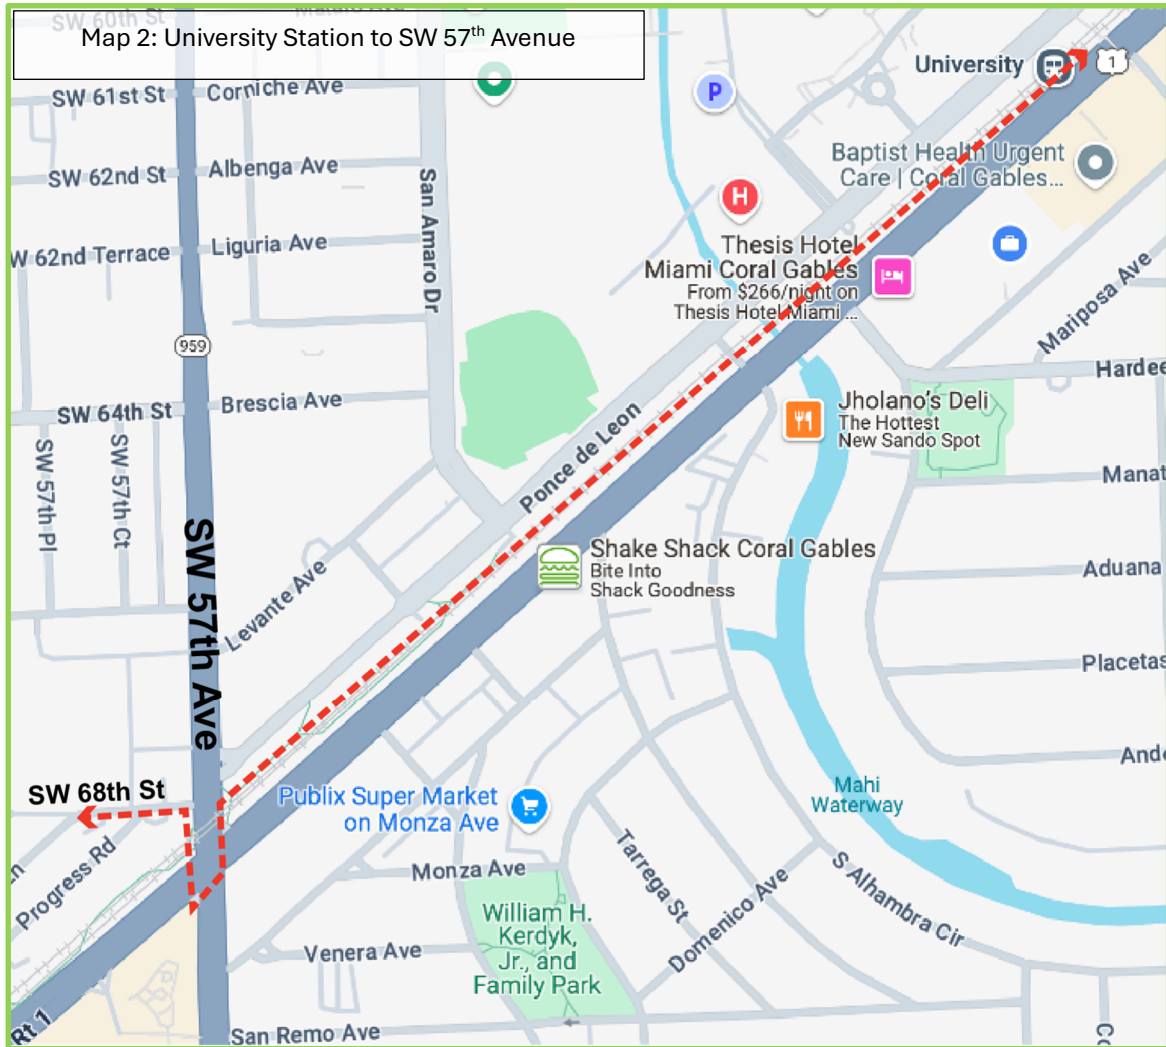 Map 2: University Station to SW 57th Avenue
SW 60th St
SW 61st St
Corniche Ave
University
1
P
SW 62nd St
Albenga Ave
San Amaro Dr
Baptist Health Urgent
Care | Coral Gables...
H
W 62nd Terrace
Liguria Ave
Thesis Hotel
Miami Coral Gables
From $266/night on
Thesis Hotel Miami ...
Mariposa Ave
959
Hardee
SW 64th St
Brescia Ave
Jholano's Deli
The Hottest
New Sando Spot
SW 57th Pl
SW 57th Ct
Ponce de Leon
Manat
SW 57th Ave
Shake Shack Coral Gables
Bite Into
Shack Goodness
Aduana
Levante Ave
Placetas
Ande
SW 68th St
Publix Super Market
on Monza Ave
Mahi
Waterway
Progress Rd
Monza Ave
Tarrega St
S Alhambra Cir
Domenico Ave
William H.
Kerdyk,
Jr., and
Family Park
Venera Ave
Rt 1
San Remo Ave